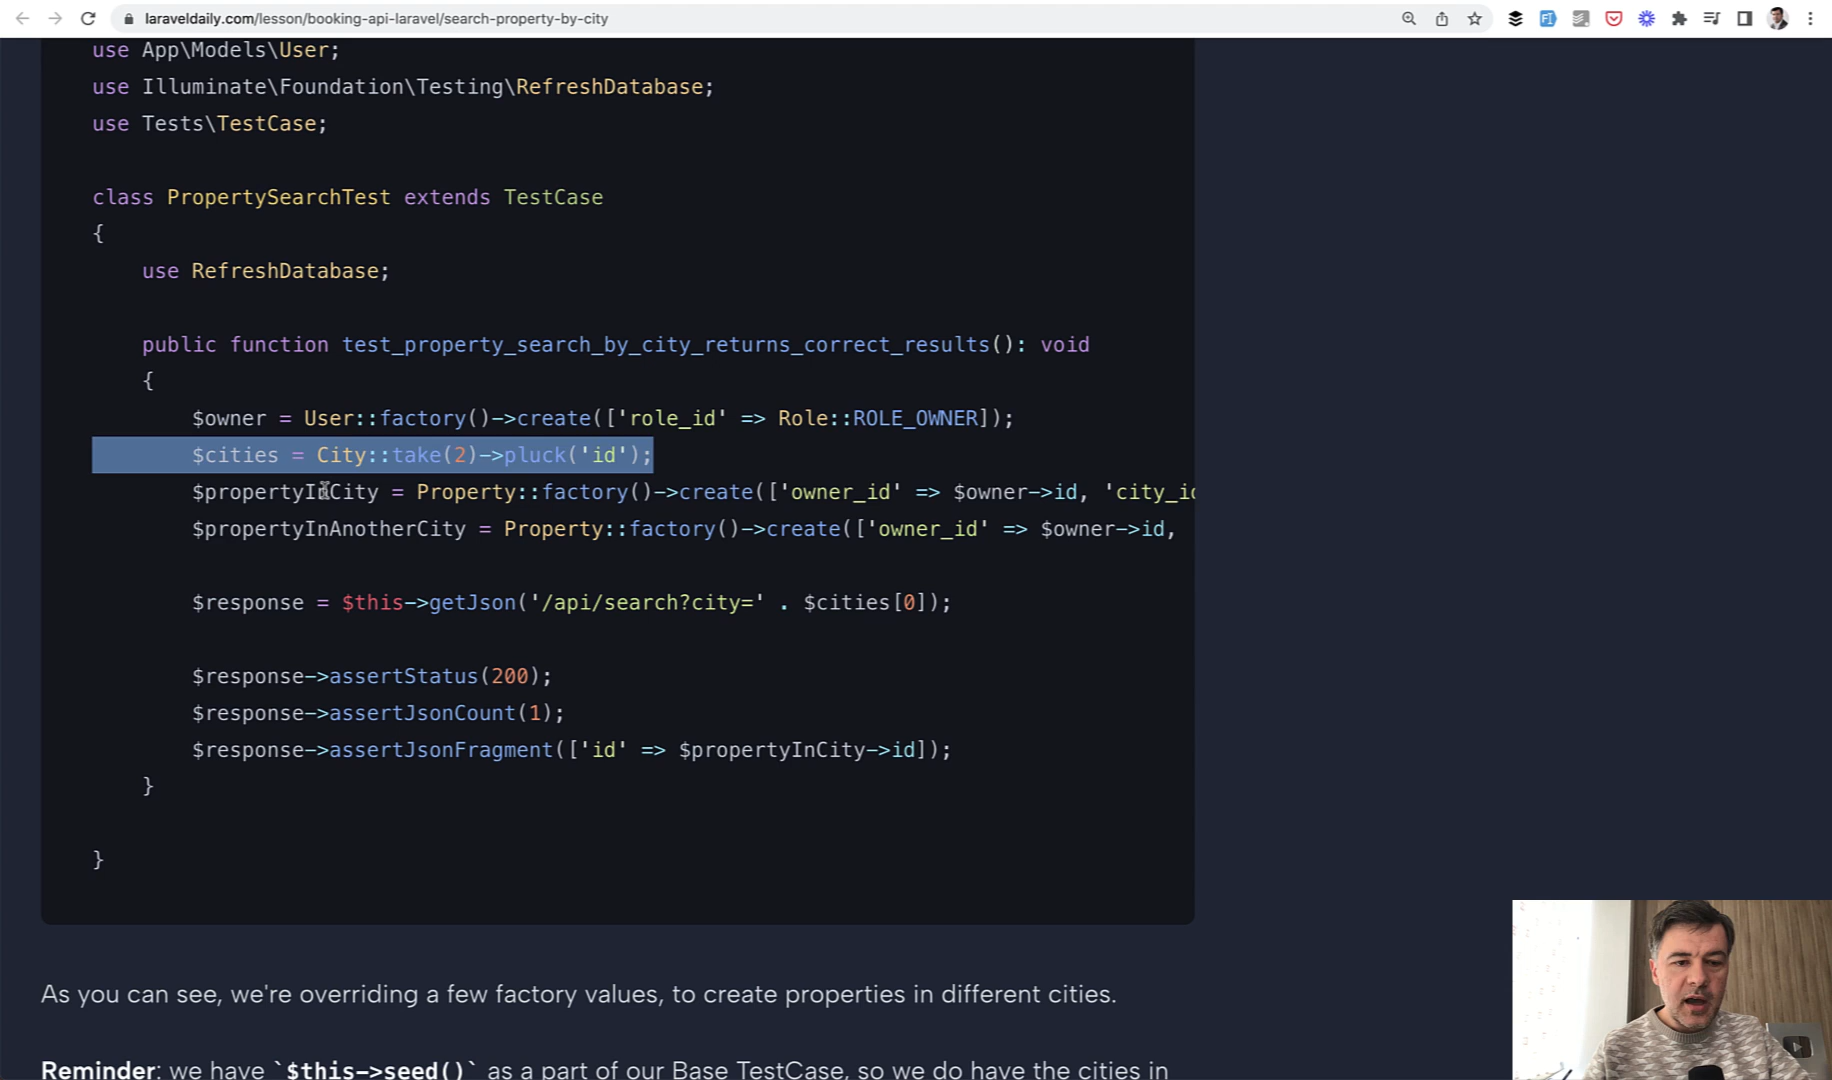 laraveldaily.com/lesson/booking-api-laravel/search-property-by-city
use App\Models\User;
use Illuminate\Foundation\Testing\RefreshDatabase;
use Tests\TestCase;
class PropertySearchTest extends TestCase
{
use RefreshDatabase;
public function test_property_search_by_city_returns_correct_results(): void
{
$owner = User::factory()->create(['role_id' => Role::ROLE_OWNER]);
$cities = City::take(2)->pluck('id');
$propertyInCity = Property::factory()->create(['owner_id' => $owner->id, 'city_id
$propertyInAnotherCity = Property::factory()->create(['owner_id' => $owner->id,
$response = $this->getJson('/api/search?city=' . $cities[0]);
$response->assertStatus(200);
$response->assertJsonCount(1);
$response->assertJsonFragment(['id' => $propertyInCity->id]);
}
}
As you can see, we're overriding a few factory values, to create properties in different cities.
Reminder: we have `$this->seed()` as a part of our Base TestCase, so we do have the cities in